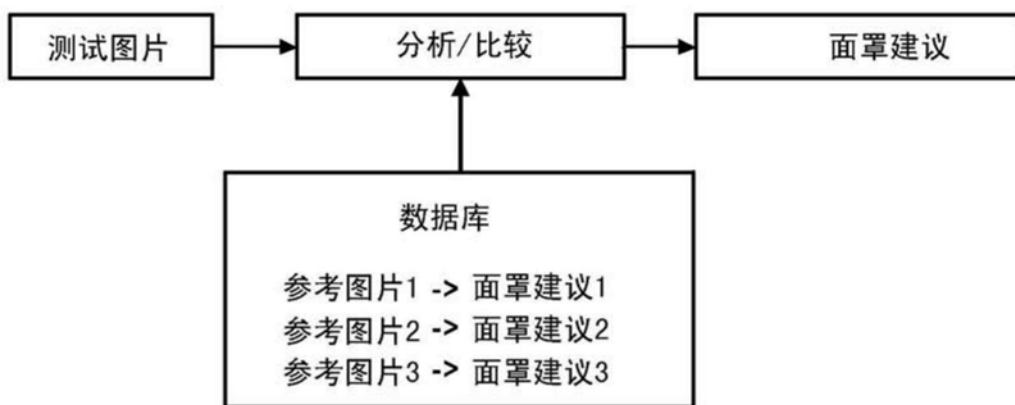 测试图片
分析/比较
面罩建议
数据库
参考图片1 -> 面罩建议1
参考图片2 -> 面罩建议2
参考图片3 -> 面罩建议3